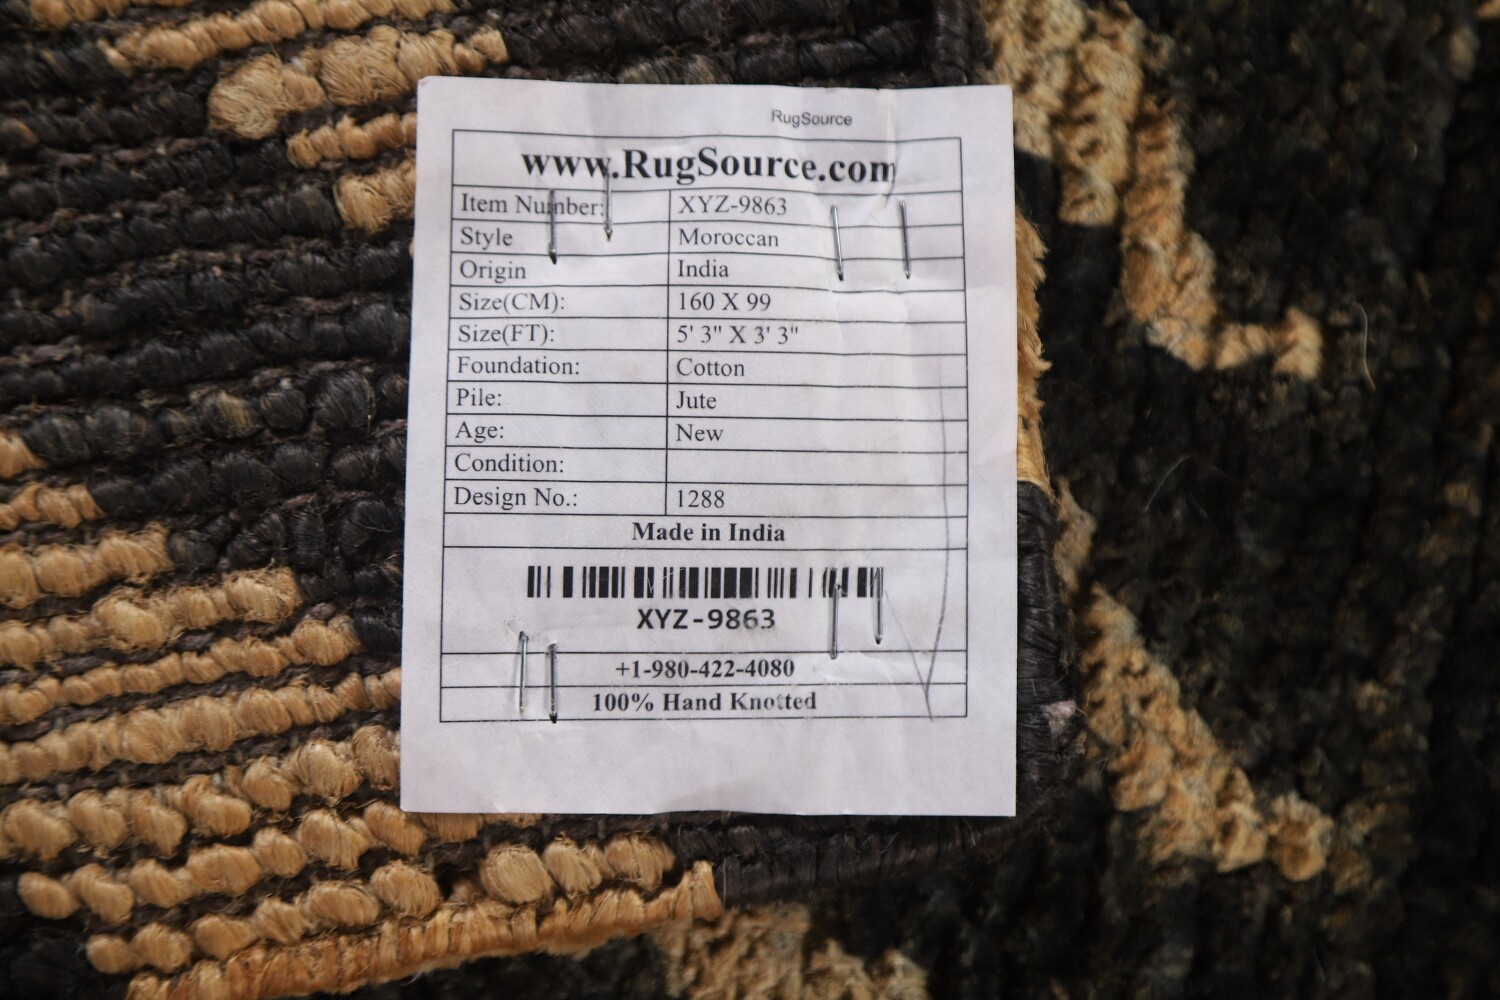 RugSource
www.RugSource.com
Item Number: XYZ-9863
Style Moroccan
Origin India
Size(CM): 160 X 99
Size(FT): 5' 3" X 3' 3"
Foundation: Cotton
Pile: Jute
Age: New
Condition:
Design No.: 1288
Made in India
XYZ-9863
+1-980-422-4080
100% Hand Knotted